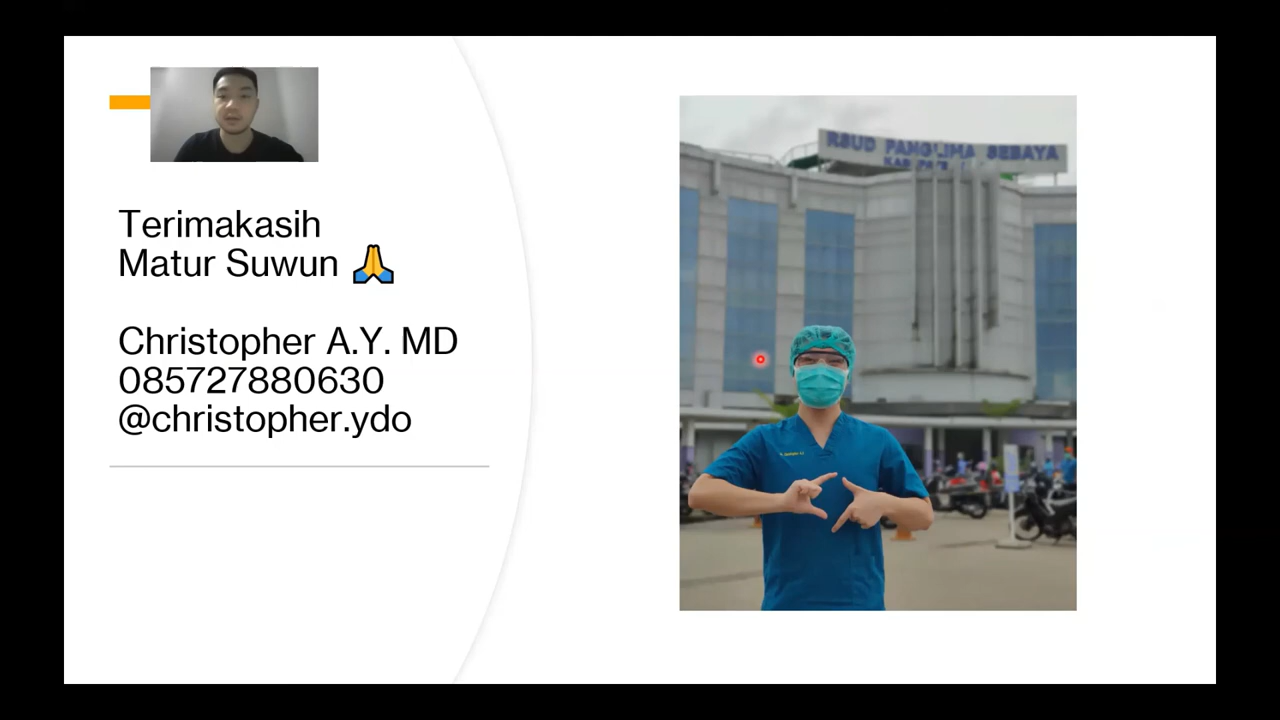 Terimakasih
Matur Suwun 🙏
Christopher A.Y. MD
085727880630
@christopher.ydo
RSUD PANGLIMA SEBAYA